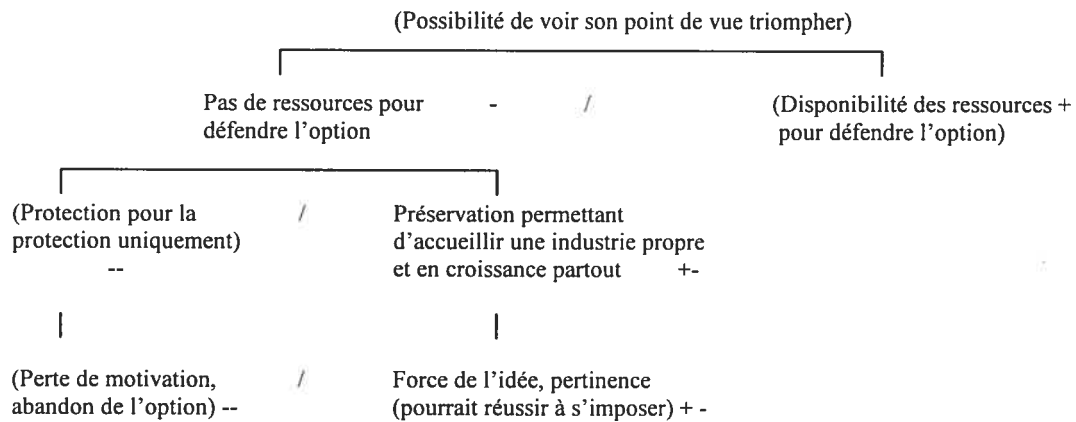 (Possibilité de voir son point de vue triompher)
Pas de ressources pour - / (Disponibilité des ressources +
défendre l'option pour défendre l'option)
(Protection pour la / Préservation permettant
protection uniquement) d'accueillir une industrie propre
-- et en croissance partout +-
(Perte de motivation, / Force de l'idée, pertinence
abandon de l'option) -- (pourrait réussir à s'imposer) + -